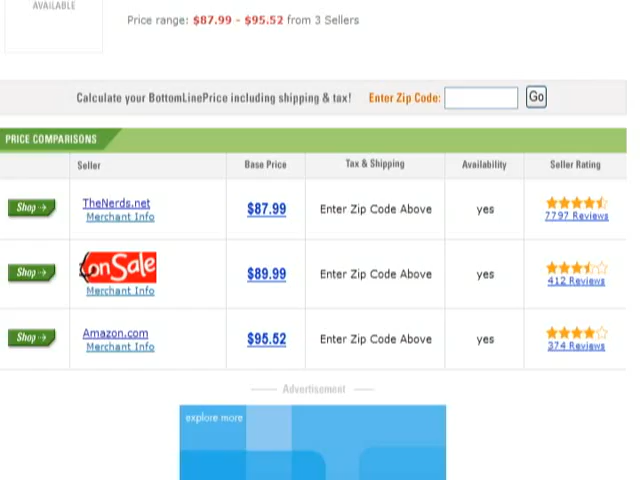 AVAILABLE
Price range: $87.99 - $95.52 from 3 Sellers
Calculate your BottomLinePrice including shipping & tax! Enter Zip Code: Go
PRICE COMPARISONS
Seller Base Price Tax & Shipping Availability Seller Rating
Shop TheNerds.net $87.99 Enter Zip Code Above yes
Merchant Info 7797 Reviews
Shop onSale $89.99 Enter Zip Code Above yes
Merchant Info 412 Reviews
Shop Amazon.com $95.52 Enter Zip Code Above yes
Merchant Info 374 Reviews
Advertisement
explore more